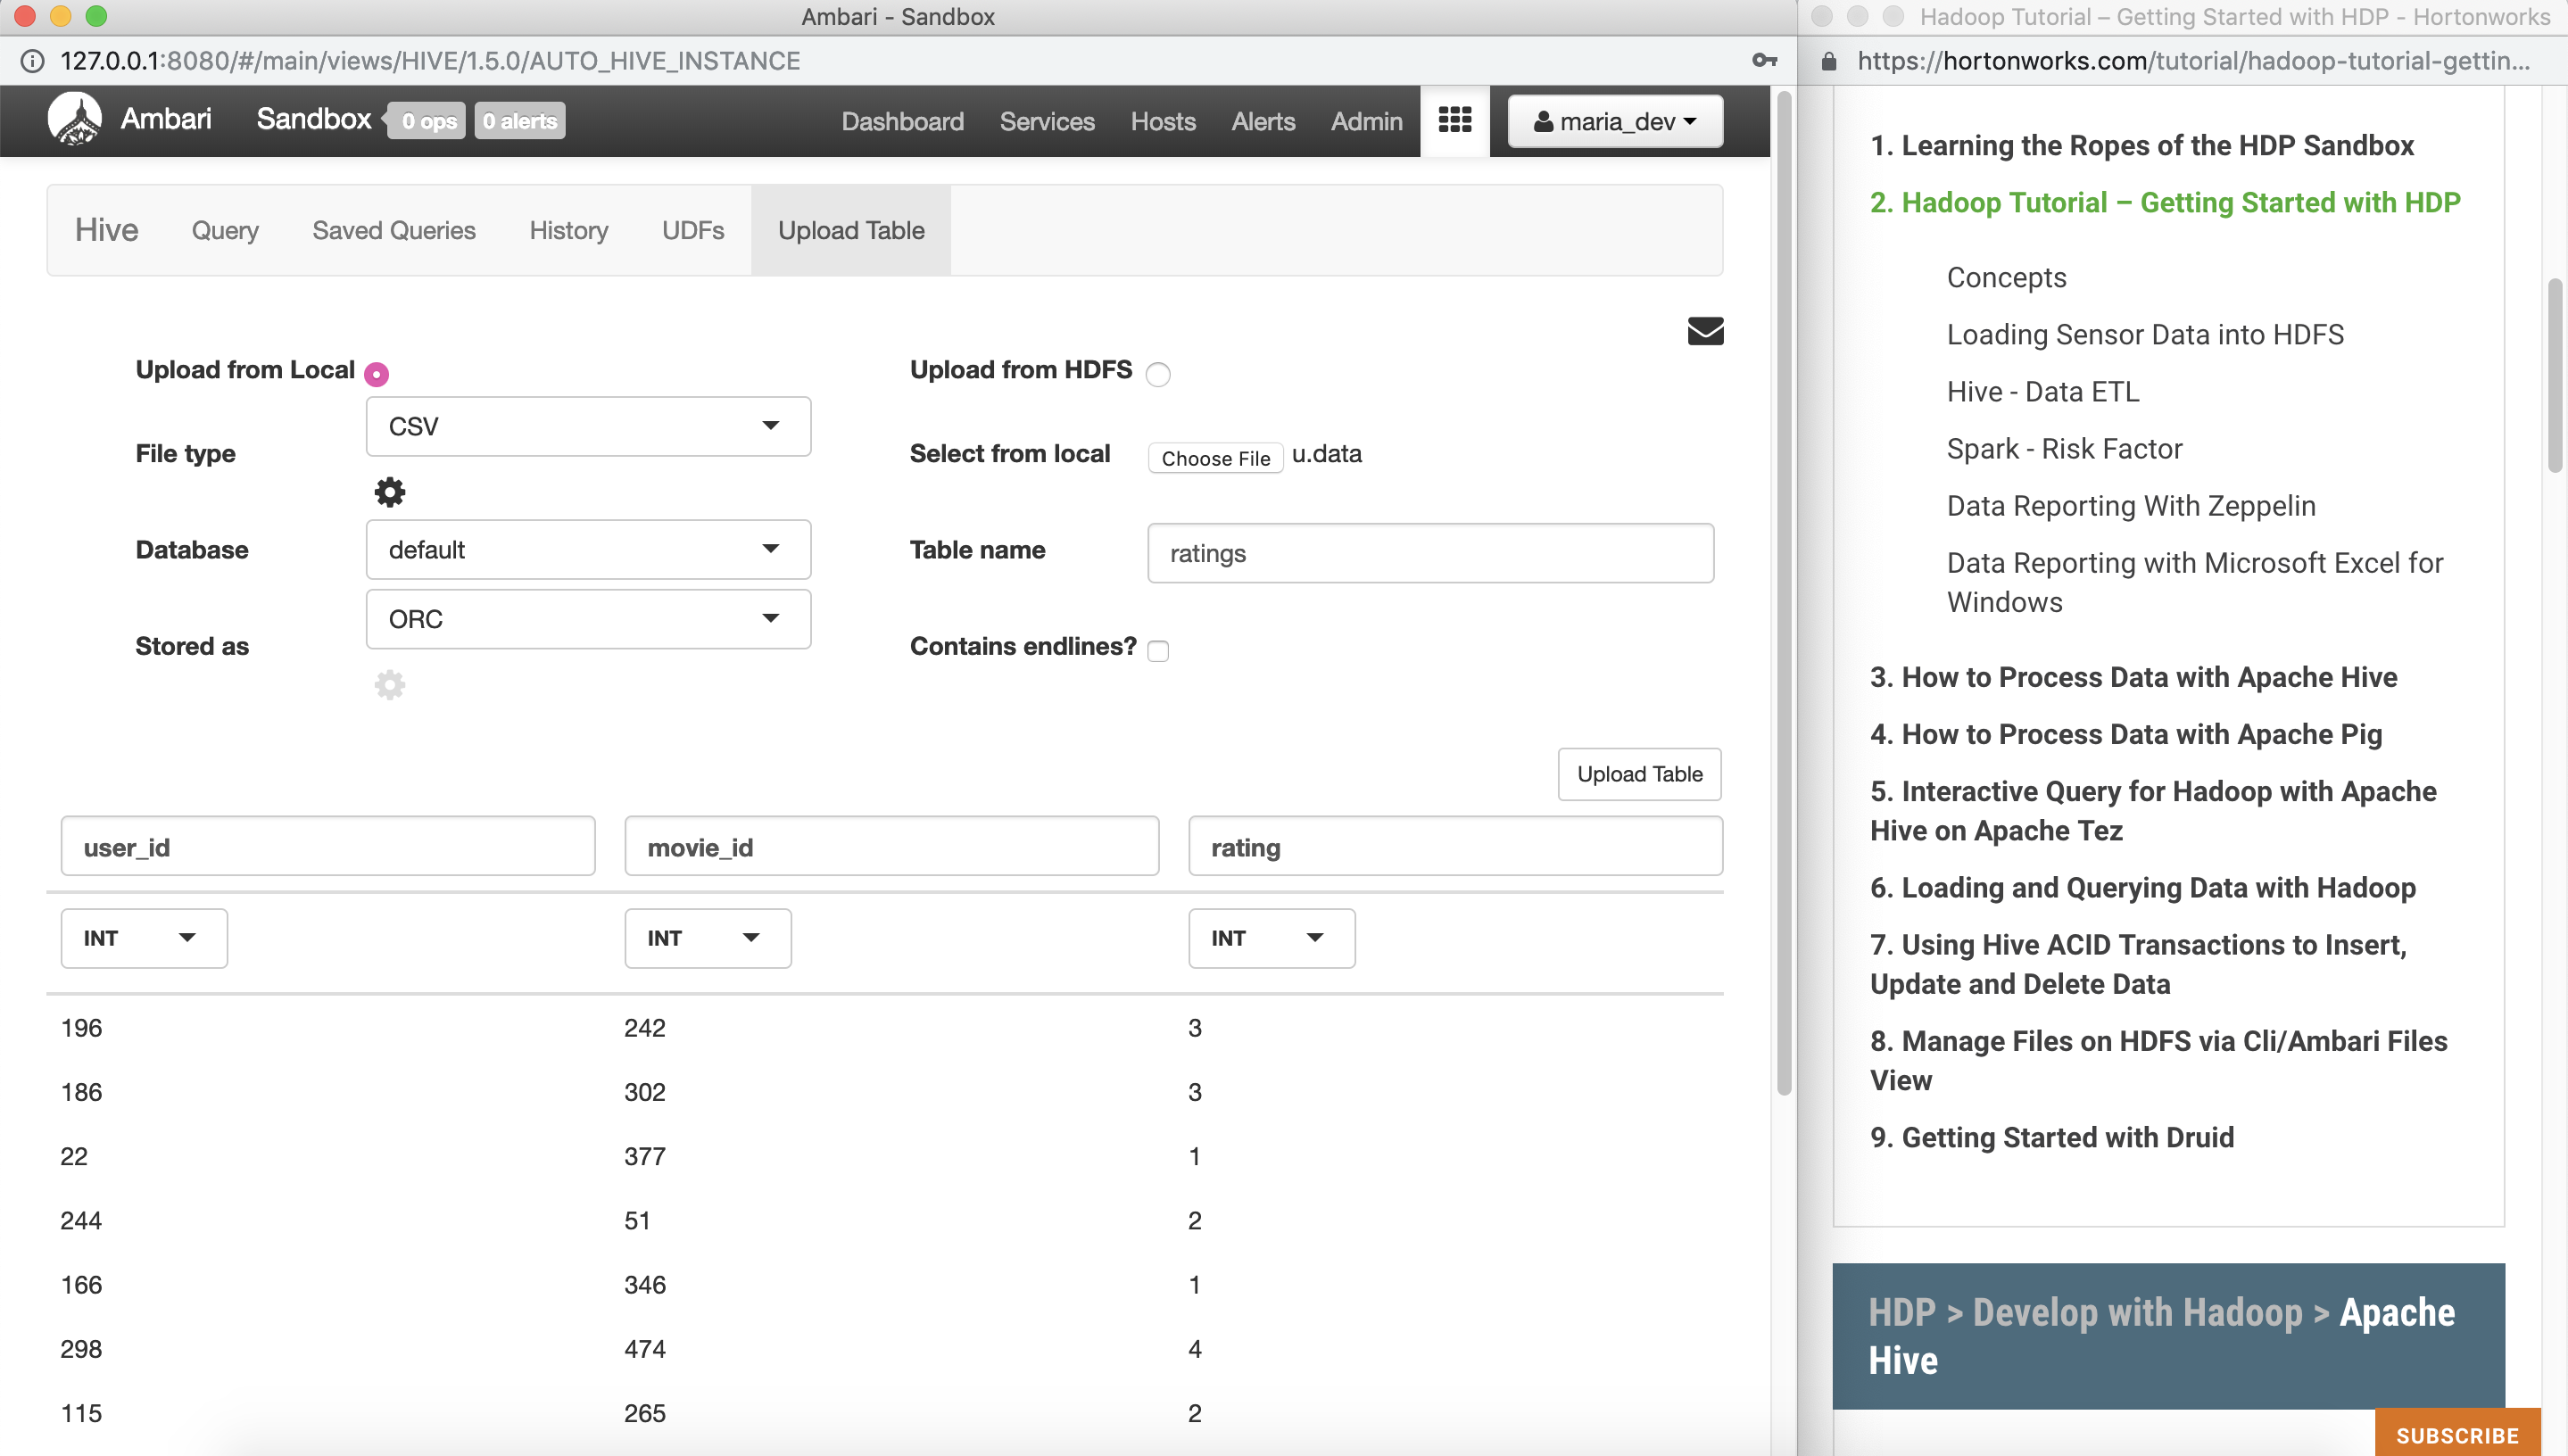 Ambari - Sandbox
127.0.0.1:8080/#/main/views/HIVE/1.5.0/AUTO_HIVE_INSTANCE
Ambari Sandbox 0 ops 0 alerts Dashboard Services Hosts Alerts Admin maria_dev
Hive Query Saved Queries History UDFs Upload Table
Upload from Local Upload from HDFS
File type CSV Select from local Choose File u.data
Database default Table name ratings
Stored as ORC Contains endlines?
Upload Table
user_id movie_id rating
INT INT INT
196 242 3
186 302 3
22 377 1
244 51 2
166 346 1
298 474 4
115 265 2
Hadoop Tutorial – Getting Started with HDP - Hortonworks
https://hortonworks.com/tutorial/hadoop-tutorial-gettin...
1. Learning the Ropes of the HDP Sandbox
2. Hadoop Tutorial – Getting Started with HDP
Concepts
Loading Sensor Data into HDFS
Hive - Data ETL
Spark - Risk Factor
Data Reporting With Zeppelin
Data Reporting with Microsoft Excel for
Windows
3. How to Process Data with Apache Hive
4. How to Process Data with Apache Pig
5. Interactive Query for Hadoop with Apache
Hive on Apache Tez
6. Loading and Querying Data with Hadoop
7. Using Hive ACID Transactions to Insert,
Update and Delete Data
8. Manage Files on HDFS via Cli/Ambari Files
View
9. Getting Started with Druid
HDP > Develop with Hadoop > Apache
Hive
SUBSCRIBE